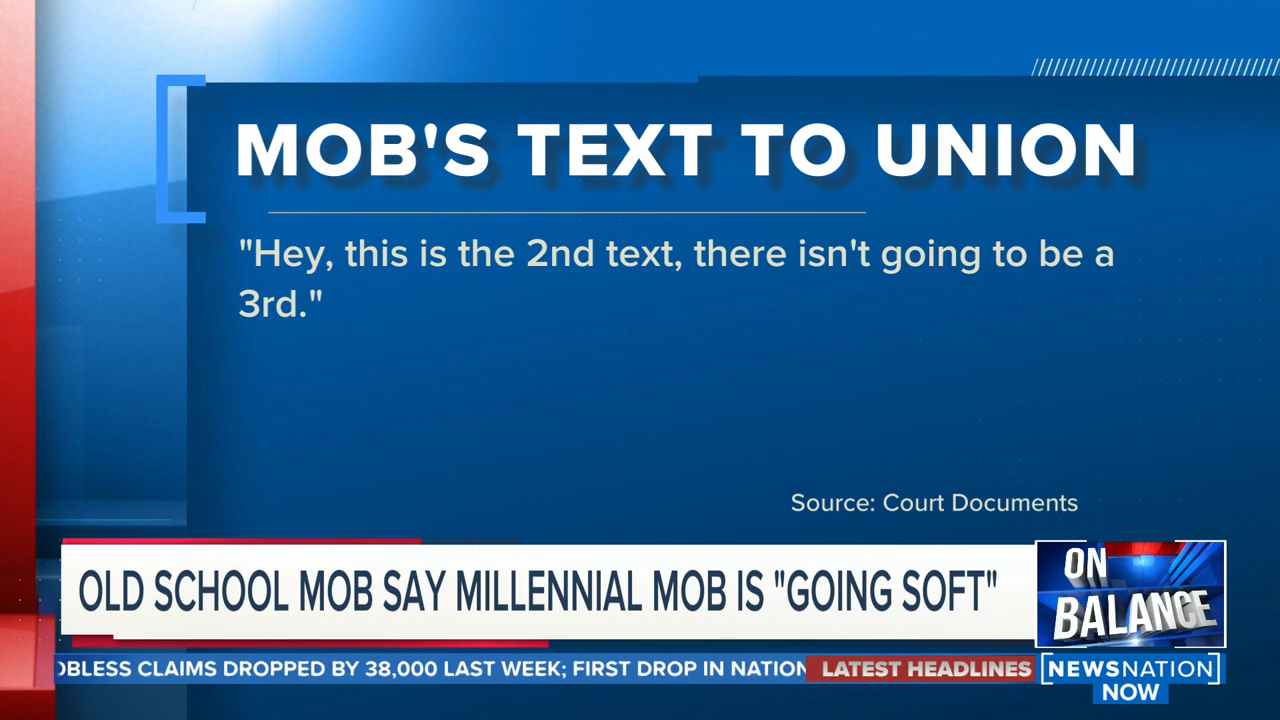 MOB'S TEXT TO UNION
"Hey, this is the 2nd text, there isn't going to be a
3rd."
Source: Court Documents
OLD SCHOOL MOB SAY MILLENNIAL MOB IS "GOING SOFT"
ON
BALANCE
CLAIMS DROPPED BY 38,000 LAST WEEK; FIRST DROP IN
LATEST HEADLINES
NEWSNATION
NOW